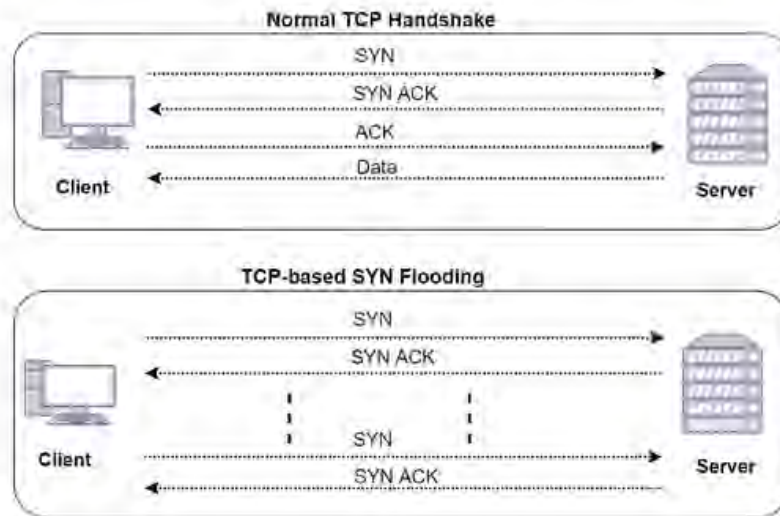 Normal TCP Handshake
SYN
SYN ACK
ACK
Data
Client
Server
TCP-based SYN Flooding
SYN
SYN ACK
SYN
Client
Server
SYN ACK